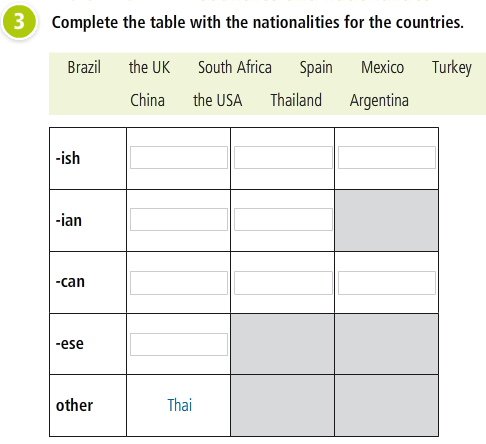 3 Complete the table with the nationalities for the countries.
Brazil the UK South Africa Spain Mexico Turkey
China the USA Thailand Argentina
-ish
-ian
-can
-ese
other Thai